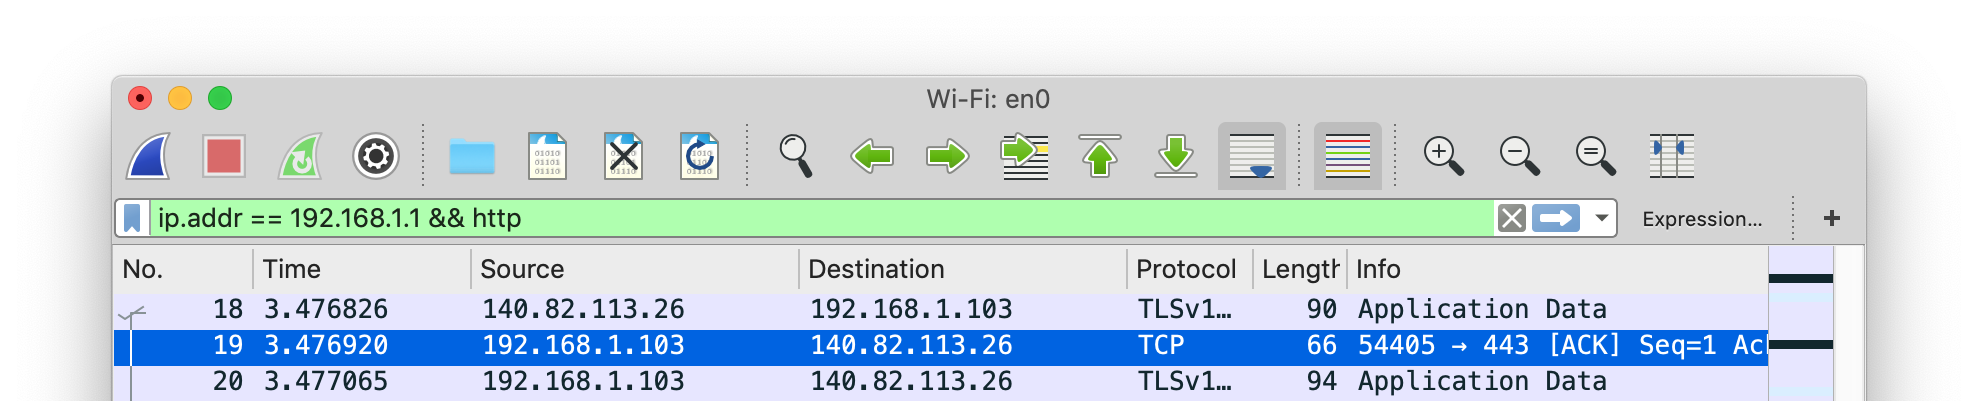 Wi-Fi: en0
ip.addr == 192.168.1.1 && http Expression... +
No. Time Source Destination Protocol Length Info
18 3.476826 140.82.113.26 192.168.1.103 TLSv1… 90 Application Data
19 3.476920 192.168.1.103 140.82.113.26 TCP 66 54405 → 443 [ACK] Seq=1 Ac
20 3.477065 192.168.1.103 140.82.113.26 TLSv1… 94 Application Data